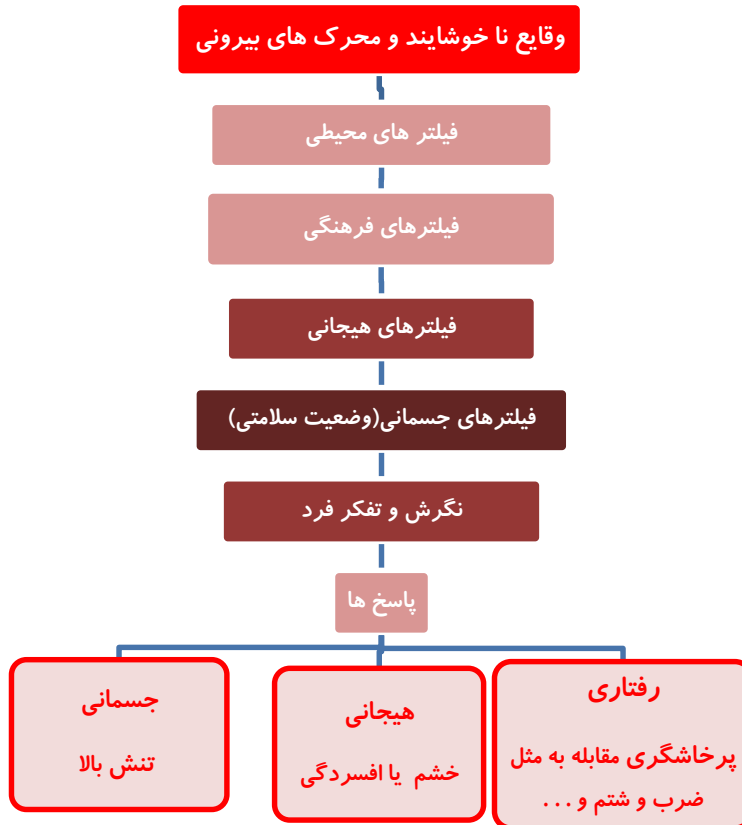 وقایع نا خوشایند و محرک های بیرونی
فیلتر های محیطی
فیلترهای فرهنگی
فیلترهای هیجانی
فیلترهای جسمانی(وضعیت سلامتی)
نگرش و تفکر فرد
پاسخ ها
رفتاری
پرخاشگری مقابله به مثل
ضرب و شتم و ...
هیجانی
خشم یا افسردگی
جسمانی
تنش بالا